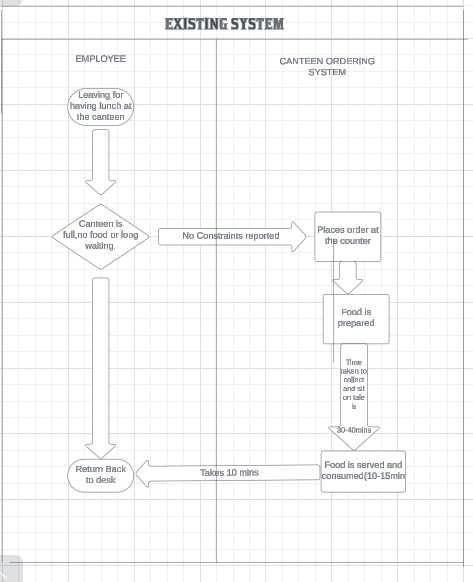 EXISTING SYSTEM
EMPLOYEE
CANTEEN ORDERING
SYSTEM
Leaving for
having lunch at
the canteen
Canteen is
full,no food or long
waiting.
No Constraints reported
Places order at
the counter
Food is
prepared
Time
taken to
collect
and sit
on tale
is
30-40mins
Food is served and
consumed(10-15min
Takes 10 mins
Return Back
to desk